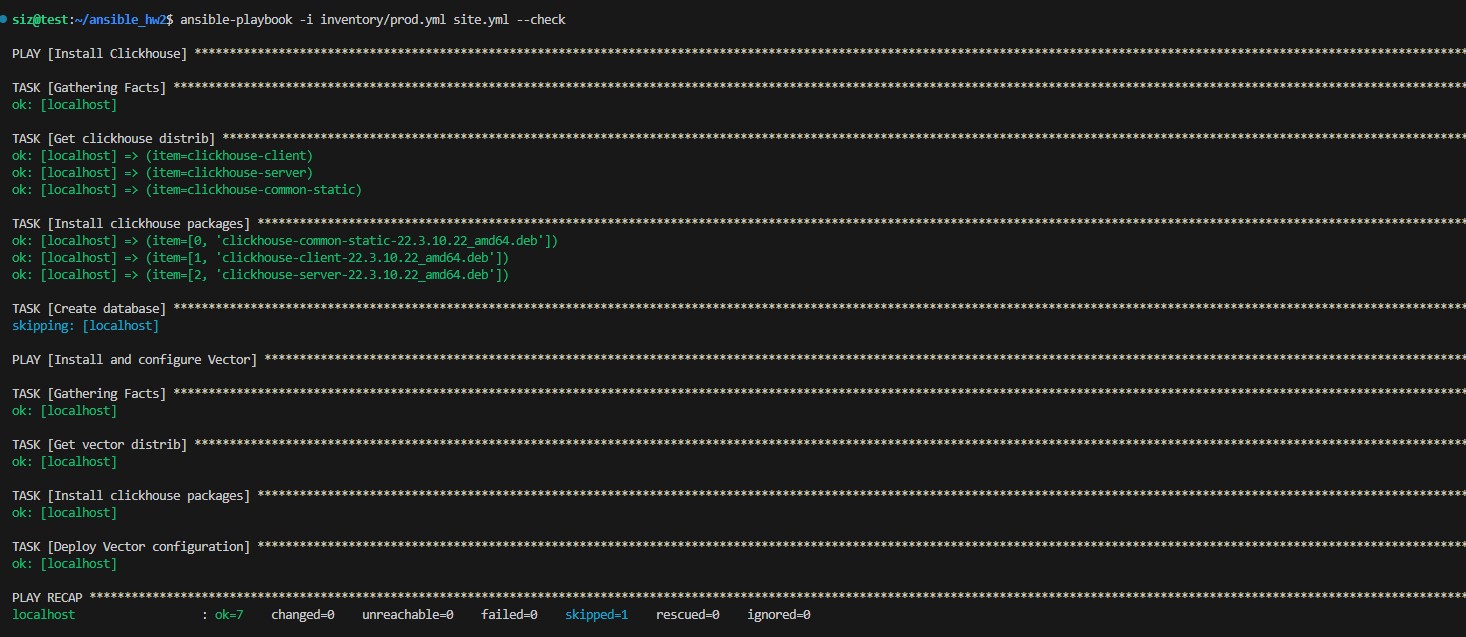 siz@test:~/ansible_hw2$ ansible-playbook -i inventory/prod.yml site.yml --check
PLAY [Install Clickhouse] ****************************************************************************************************************************************************************************************
TASK [Gathering Facts] *******************************************************************************************************************************************************************************************
ok: [localhost]
TASK [Get clickhouse distrib] ************************************************************************************************************************************************************************************
ok: [localhost] => (item=clickhouse-client)
ok: [localhost] => (item=clickhouse-server)
ok: [localhost] => (item=clickhouse-common-static)
TASK [Install clickhouse packages] *******************************************************************************************************************************************************************************
ok: [localhost] => (item=[0, 'clickhouse-common-static-22.3.10.22_amd64.deb'])
ok: [localhost] => (item=[1, 'clickhouse-client-22.3.10.22_amd64.deb'])
ok: [localhost] => (item=[2, 'clickhouse-server-22.3.10.22_amd64.deb'])
TASK [Create database] *******************************************************************************************************************************************************************************************
skipping: [localhost]
PLAY [Install and configure Vector] ******************************************************************************************************************************************************************************
TASK [Gathering Facts] *******************************************************************************************************************************************************************************************
ok: [localhost]
TASK [Get vector distrib] ****************************************************************************************************************************************************************************************
ok: [localhost]
TASK [Install clickhouse packages] *******************************************************************************************************************************************************************************
ok: [localhost]
TASK [Deploy Vector configuration] *******************************************************************************************************************************************************************************
ok: [localhost]
PLAY RECAP *******************************************************************************************************************************************************************************************************
localhost                  : ok=7    changed=0    unreachable=0    failed=0    skipped=1    rescued=0    ignored=0